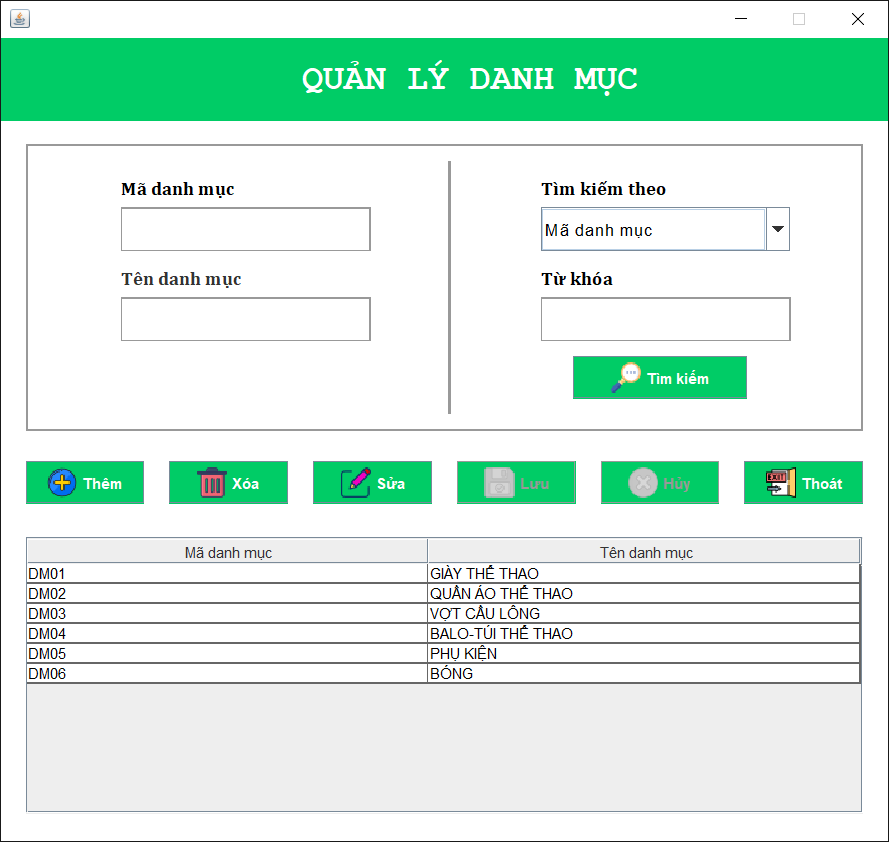 QUẢN LÝ DANH MỤC
Mã danh mục
Tên danh mục
Tìm kiếm theo
Mã danh mục
Từ khóa
Tìm kiếm
Thêm
Xóa
Sửa
Lưu
Hủy
EXIT
Thoát
Mã danh mục Tên danh mục
DM01 GIÀY THỂ THAO
DM02 QUẦN ÁO THỂ THAO
DM03 VỢT CẦU LÔNG
DM04 BALO-TÚI THỂ THAO
DM05 PHỤ KIỆN
DM06 BÓNG